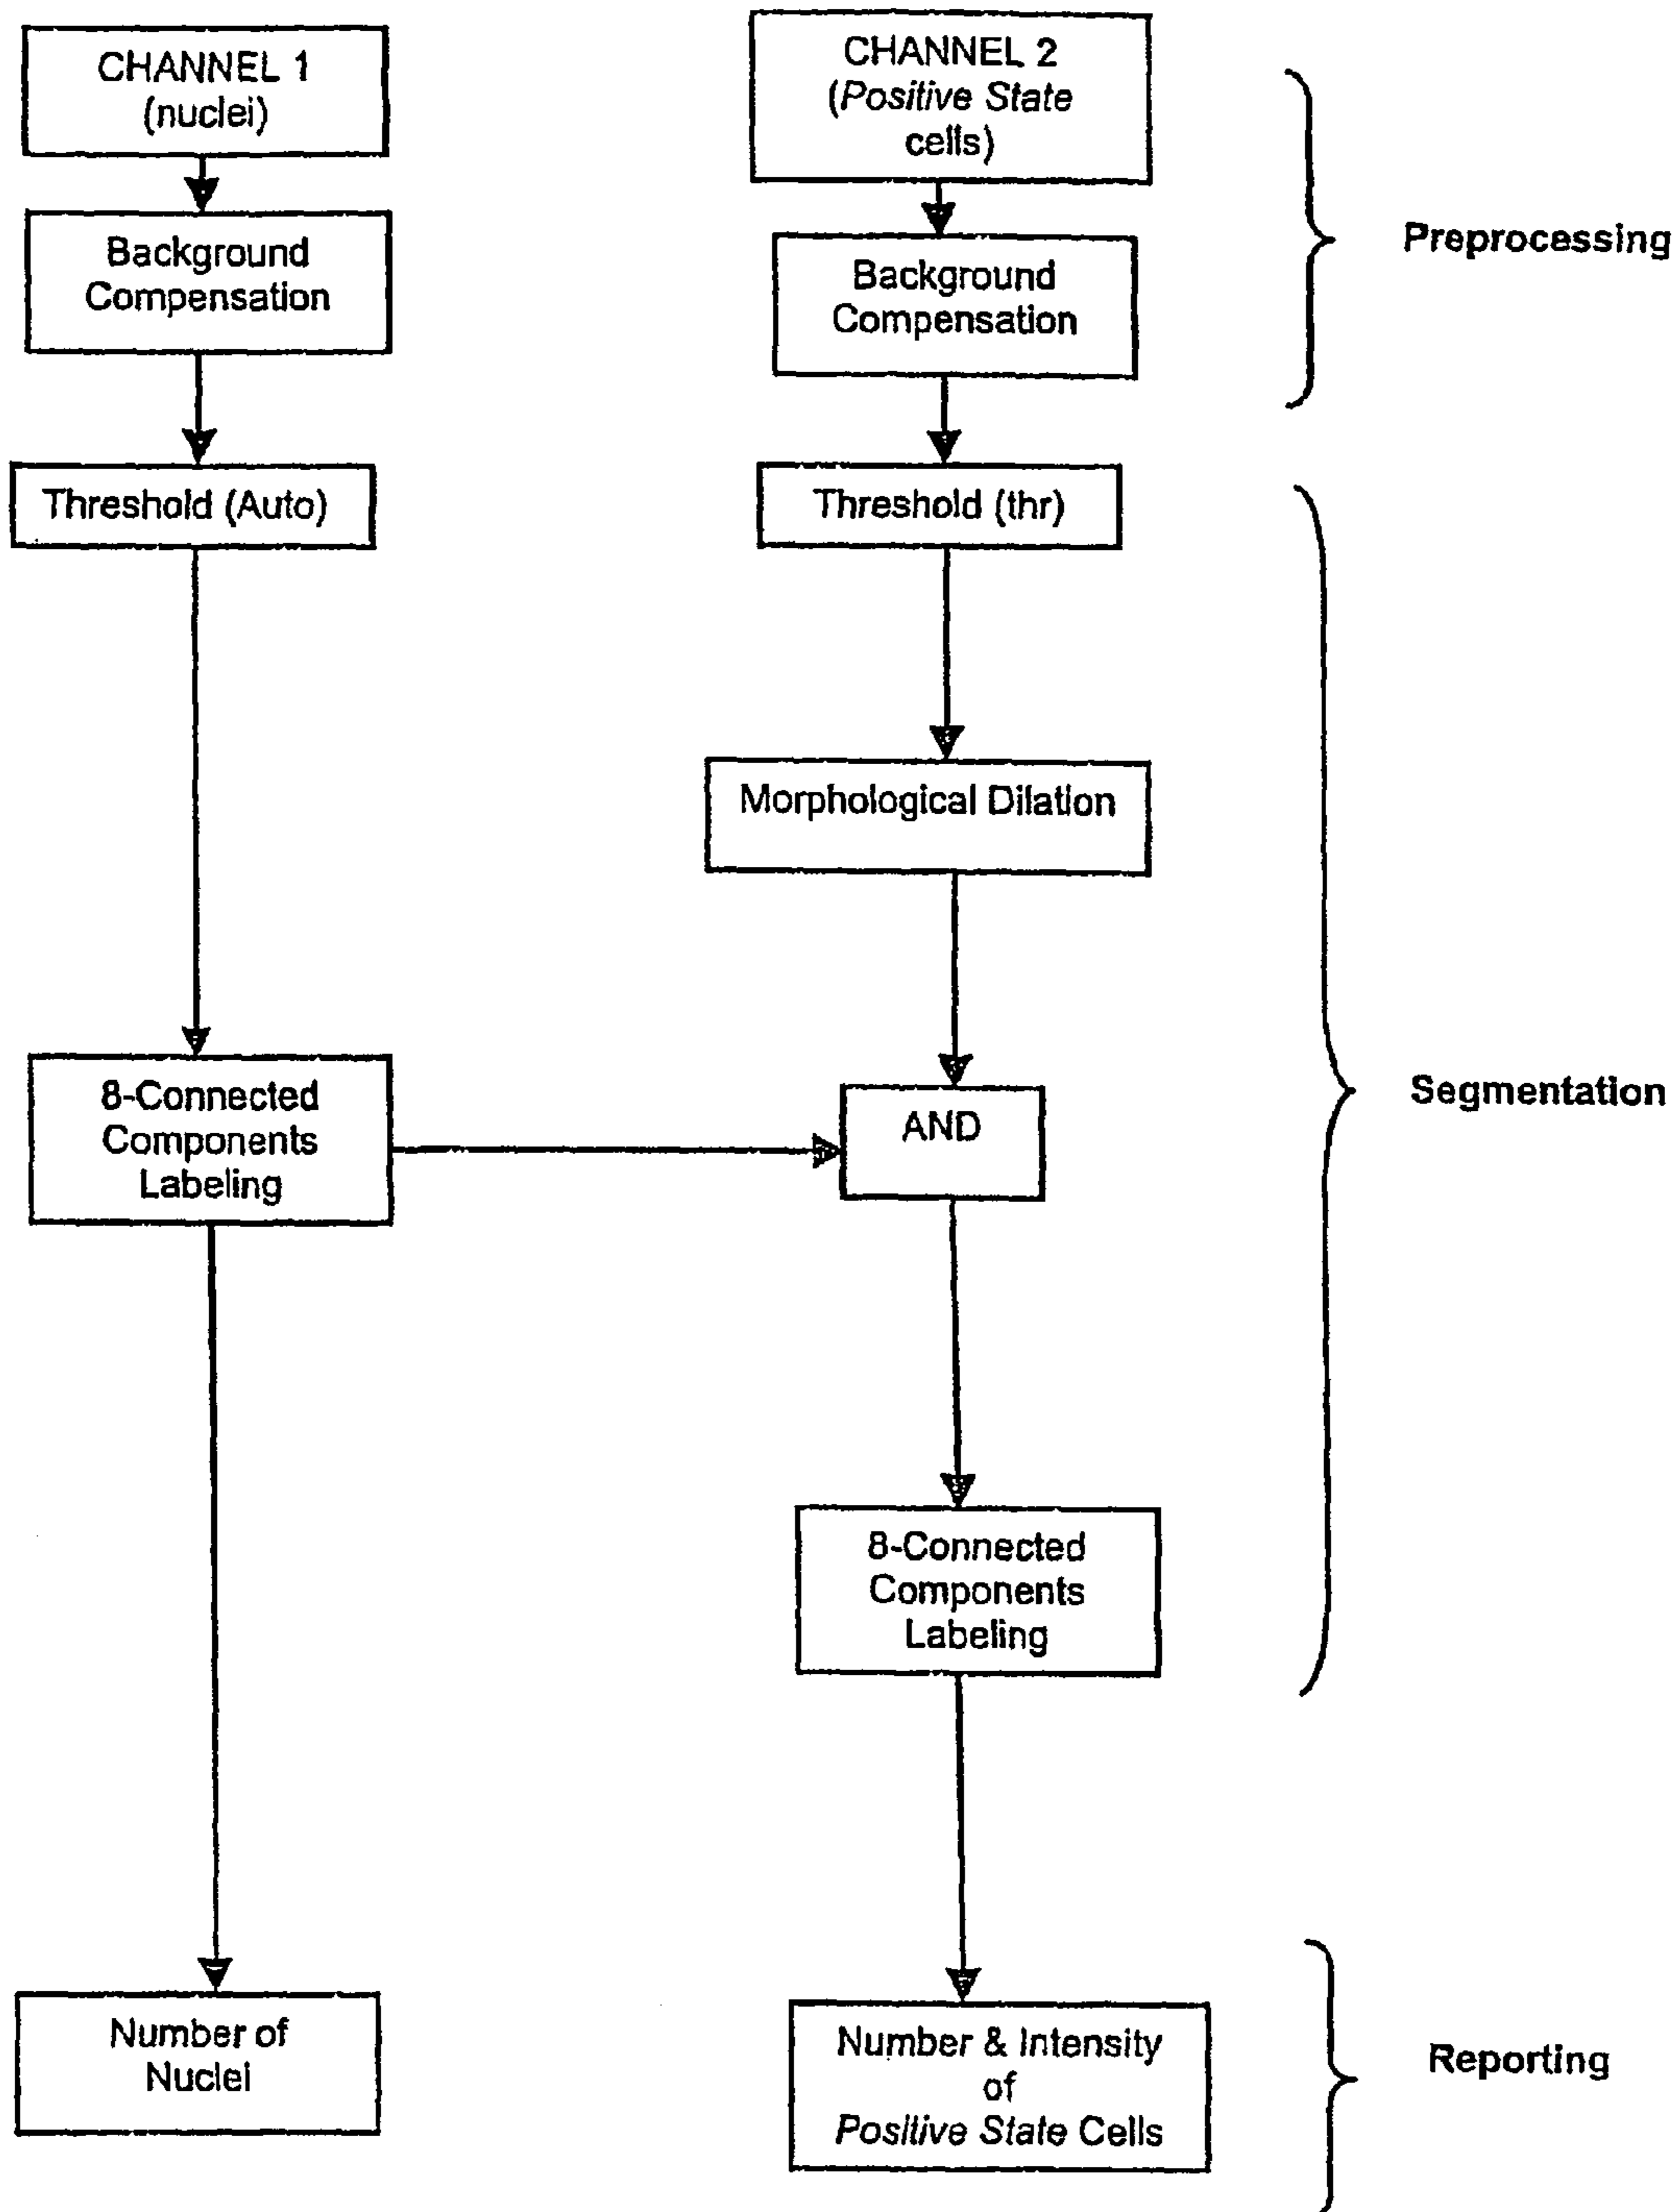 CHANNEL 1
(nuclei)
CHANNEL 2
(Positive State
cells)
Background
Compensation
Background
Compensation
Preprocessing
Threshold (Auto)
Threshold (thr)
Morphological Dilation
8-Connected
Components
Labeling
AND
Segmentation
8-Connected
Components
Labeling
Number of
Nuclei
Number & Intensity
of
Positive State Cells
Reporting